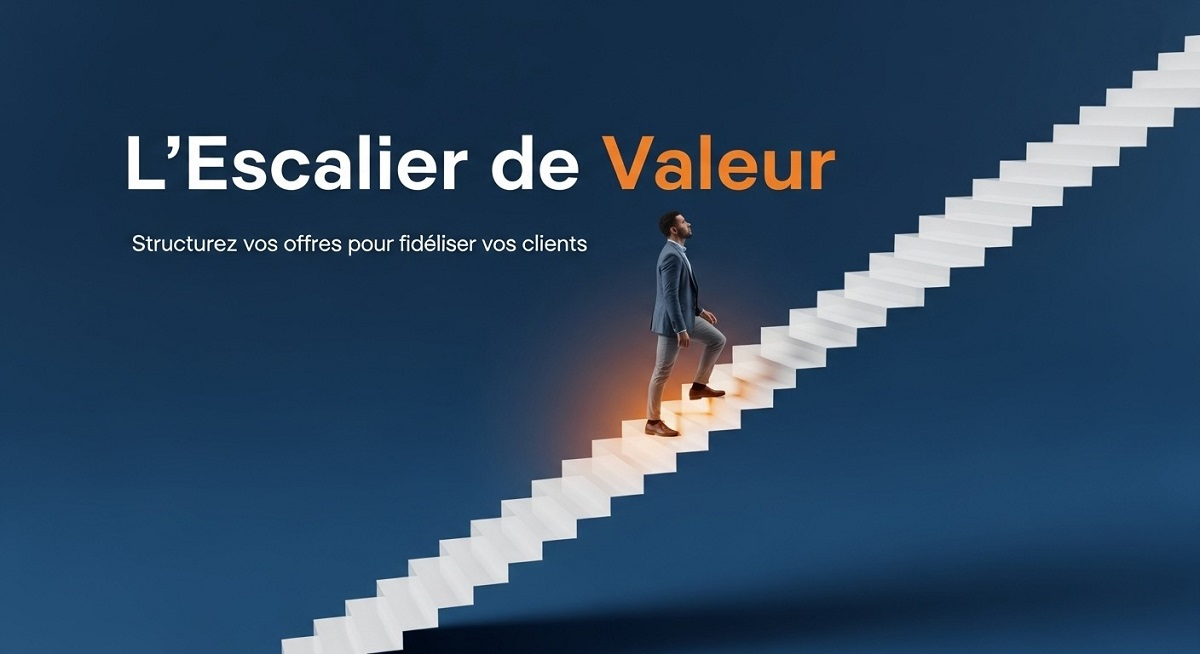 L’Escalier de Valeur
Structurez vos offres pour fidéliser vos clients